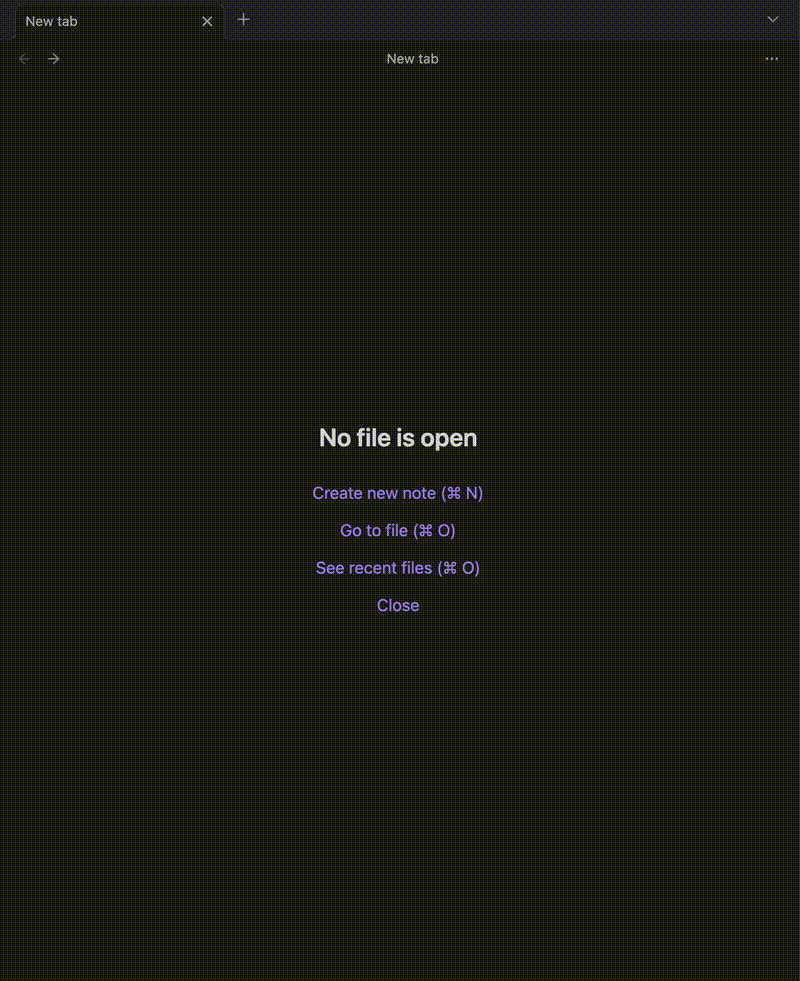 New tab
New tab
No file is open
Create new note (⌘ N)
Go to file (⌘ O)
See recent files (⌘ O)
Close